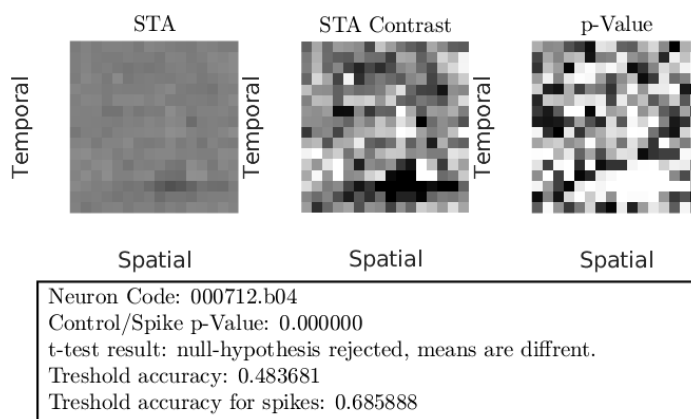 STA
STA Contrast
p-Value
Temporal
Temporal
Temporal
Spatial
Spatial
Spatial
Neuron Code: 000712.b04
Control/Spike p-Value: 0.000000
t-test result: null-hypothesis rejected, means are diffrent.
Treshold accuracy: 0.483681
Treshold accuracy for spikes: 0.685888